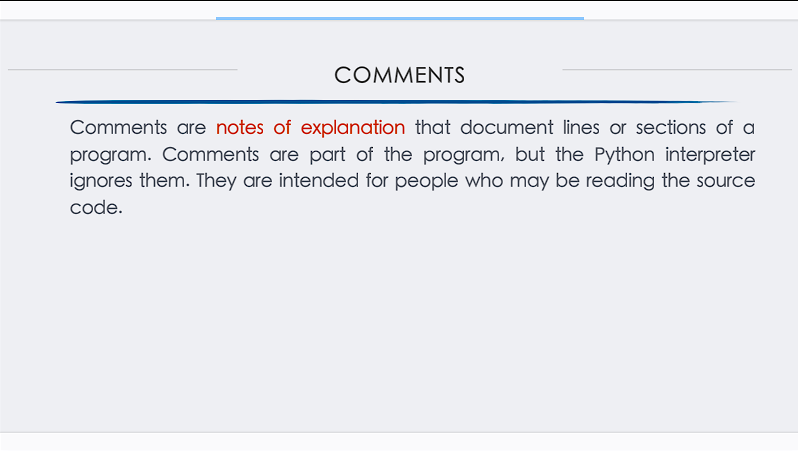 COMMENTS
Comments are notes of explanation that document lines or sections of a
program. Comments are part of the program, but the Python interpreter
ignores them. They are intended for people who may be reading the source
code.